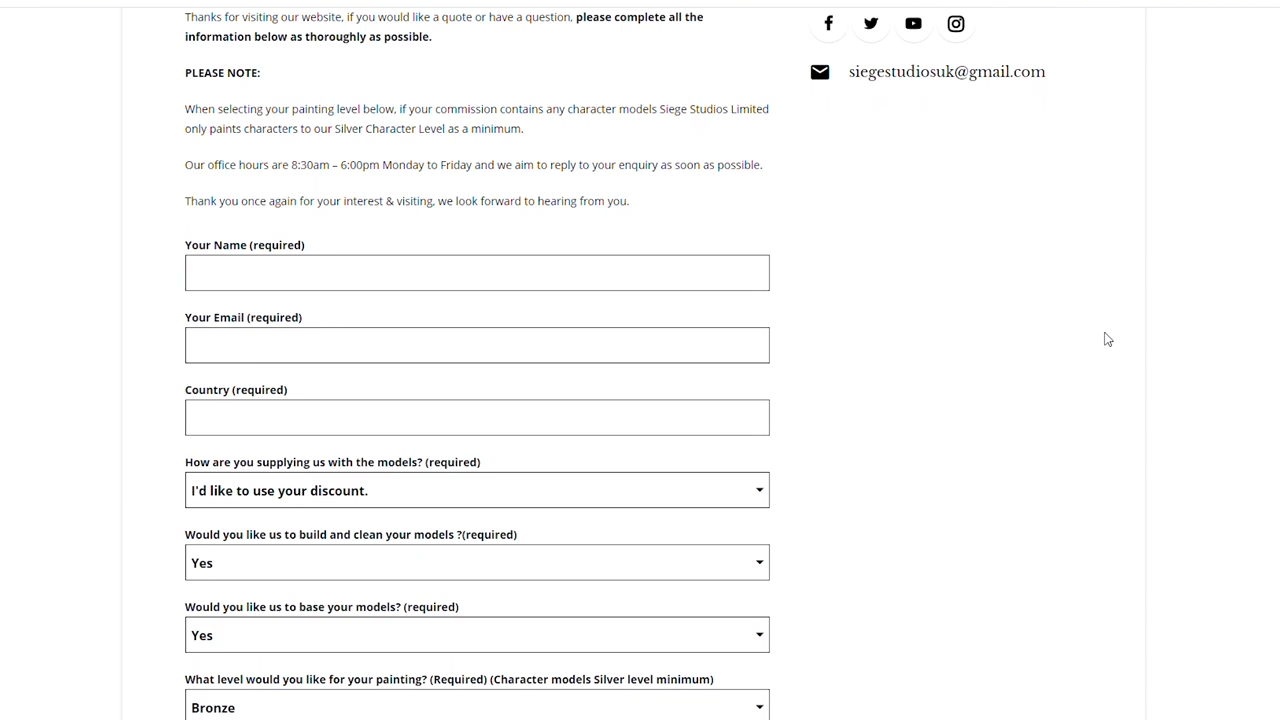 Thanks for visiting our website, if you would like a quote or have a question, please complete all the
information below as thoroughly as possible.
PLEASE NOTE:
When selecting your painting level below, if your commission contains any character models Siege Studios Limited
only paints characters to our Silver Character Level as a minimum.
Our office hours are 8:30am – 6:00pm Monday to Friday and we aim to reply to your enquiry as soon as possible.
Thank you once again for your interest & visiting, we look forward to hearing from you.
Your Name (required)
Your Email (required)
Country (required)
How are you supplying us with the models? (required)
I'd like to use your discount.
Would you like us to build and clean your models ?(required)
Yes
Would you like us to base your models? (required)
Yes
What level would you like for your painting? (Required) (Character models Silver level minimum)
Bronze
siegestudiosuk@gmail.com